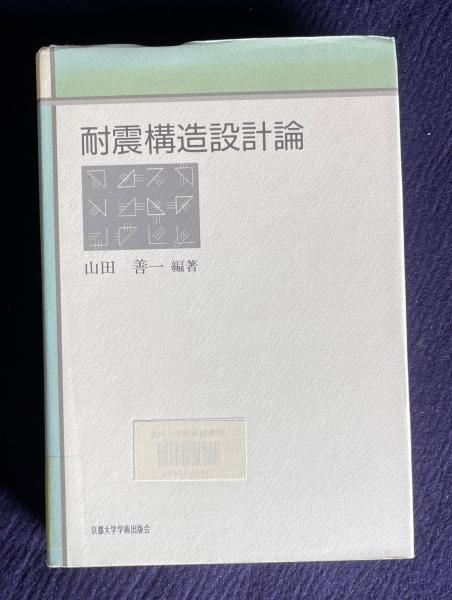 耐震構造設計論
山田 善一 編著
京都大学学術出版会